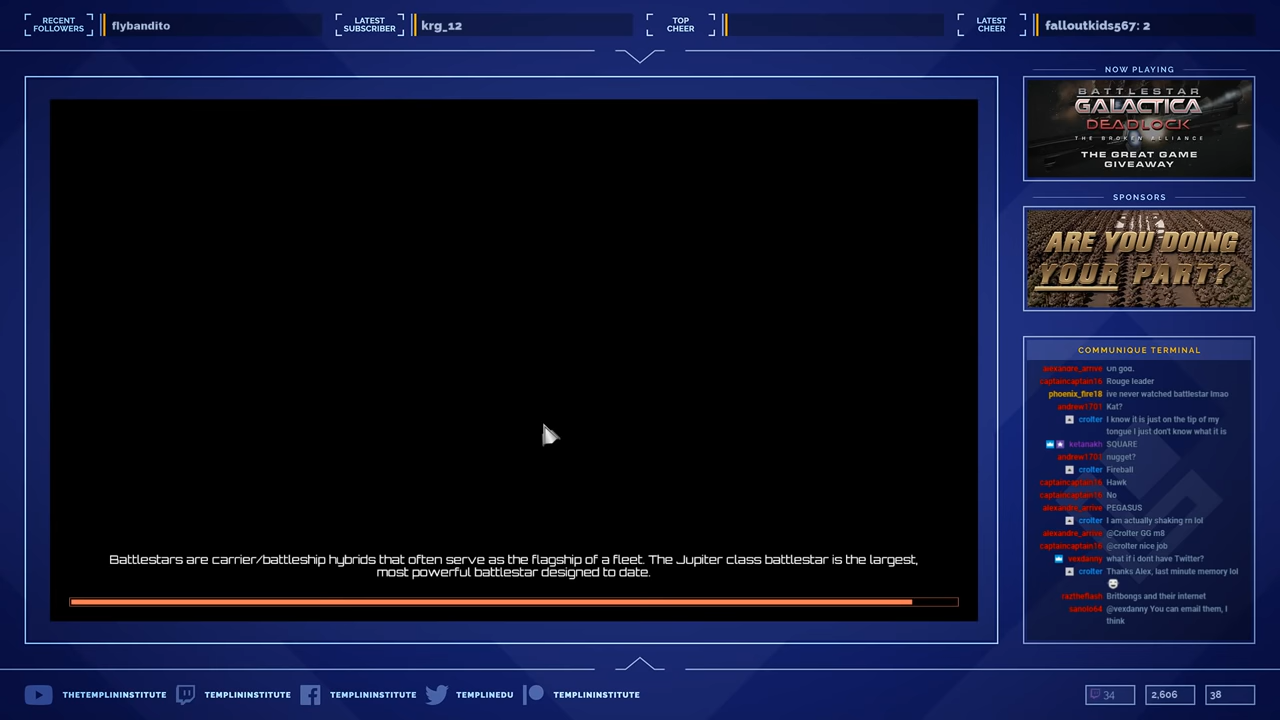 RECENT
FOLLOWERS
flybandito
LATEST
SUBSCRIBER
krg_12
TOP
CHEER
LATEST
CHEER
falloutkids567: 2
NOW PLAYING
BATTLESTAR
GALACTICA
DEADLOCK
THE BROKEN ALLIANCE
THE GREAT GAME
GIVEAWAY
SPONSORS
ARE YOU DOING
YOUR PART?
COMMUNIQUE TERMINAL
alexandre_arrive On god.
captaincaptain16 Rouge leader
phoenix_fire18 ive never watched battlestar lmao
andrew1701 Kat?
crolter I know it is just on the tip of my
tongue I just don't know what it is
ketanakh SQUARE
andrew1701 nugget?
crolter Fireball
captaincaptain16 Hawk
captaincaptain16 No
alexandre_arrive PEGASUS
crolter I am actually shaking rn lol
alexandre_arrive @Crolter GG m8
captaincaptain16 @crolter nice job
vexdanny what if i dont have Twitter?
crolter Thanks Alex, last minute memory lol
raztheflash Britbongs and their internet
sanolo64 @vexdanny You can email them, I
think
Battlestars are carrier/battleship hybrids that often serve as the flagship of a fleet. The Jupiter class battlestar is the largest,
most powerful battlestar designed to date.
THETEMPLININSTITUTE
TEMPLININSTITUTE
TEMPLININSTITUTE
TEMPLINEDU
TEMPLININSTITUTE
34
2,606
38